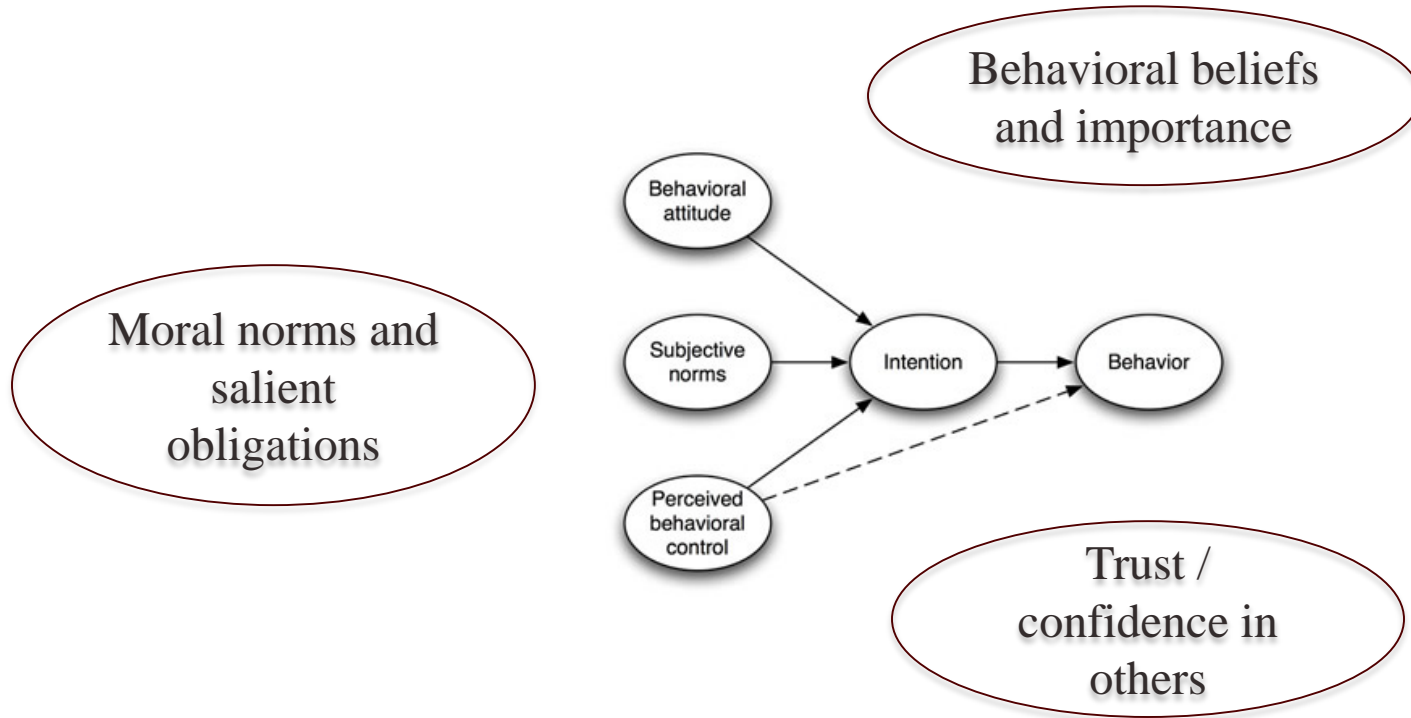 Behavioral beliefs
and importance
Behavioral
attitude
Moral norms and
salient
obligations
Subjective
norms
Intention
Behavior
Perceived
behavioral
control
Trust /
confidence in
others